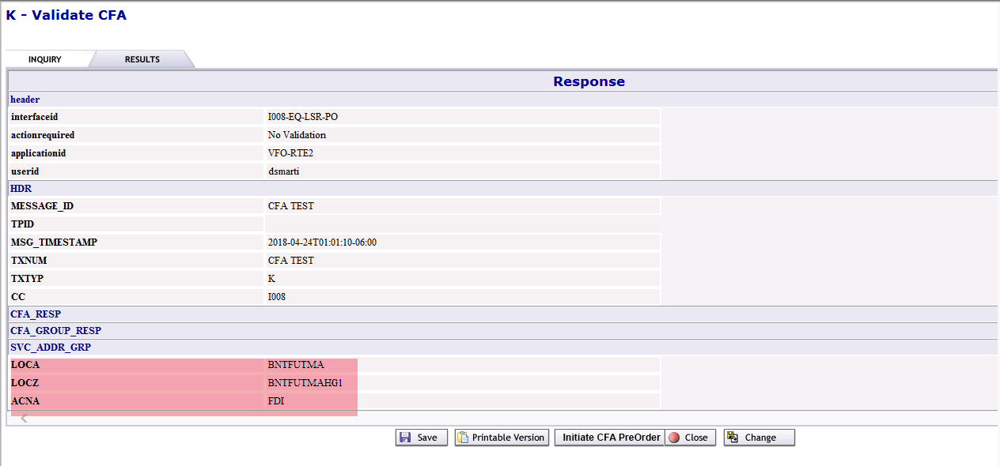 K - Validate CFA
INQUIRY RESULTS
Response
header
interfaceid I008-EQ-LSR-PO
actionrequired No Validation
applicationid VFO-RTE2
userid dsmarti
HDR
MESSAGE_ID CFA TEST
TPID
MSG_TIMESTAMP 2018-04-24T01:01:10-06:00
TXNUM CFA TEST
TXTYP K
CC I008
CFA_RESP
CFA_GROUP_RESP
SVC_ADDR_GRP
LOCA BNTFUTMA
LOCZ BNTFUTMAHG1
ACNA FDI
Save Printable Version Initiate CFA PreOrder Close Change